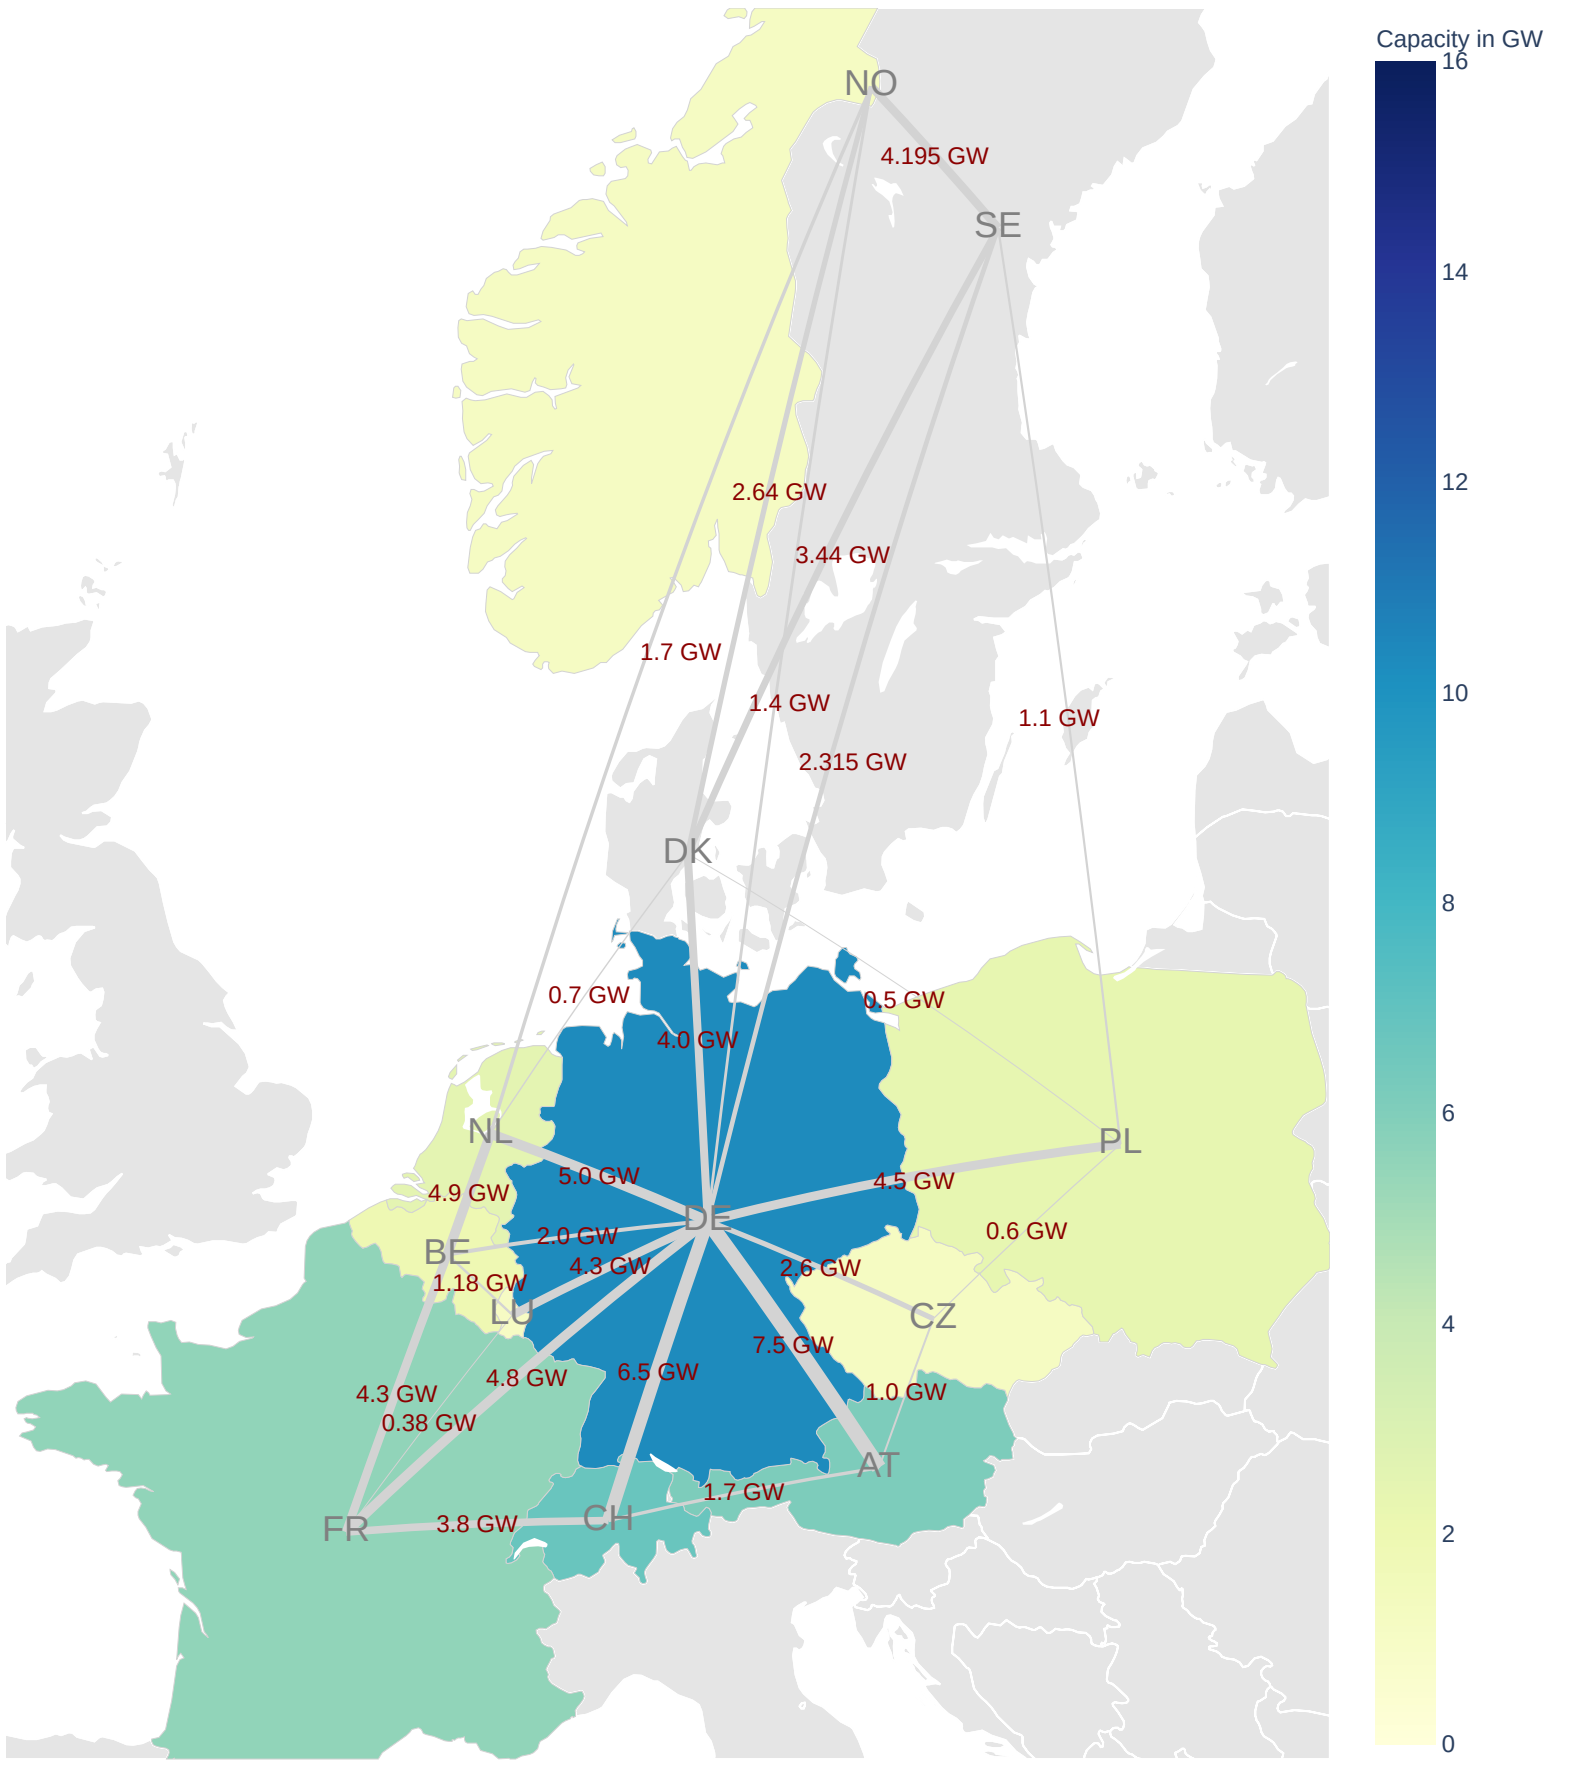 Capacity in GW
16
NO
4.195 GW
SE
14
12
2.64 GW
3.44 GW
1.7 GW
10
1.4 GW
1.1 GW
2.315 GW
DK
8
0.7 GW
0.5 GW
4.0 GW
6
NL
PL
5.0 GW
4.5 GW
4.9 GW
DE
2.0 GW
0.6 GW
BE
4.3 GW
2.6 GW
1.18 GW
LU
CZ
4
7.5 GW
6.5 GW
4.8 GW
4.3 GW
1.0 GW
0.38 GW
AT
1.7 GW
CH
3.8 GW
FR
2
0